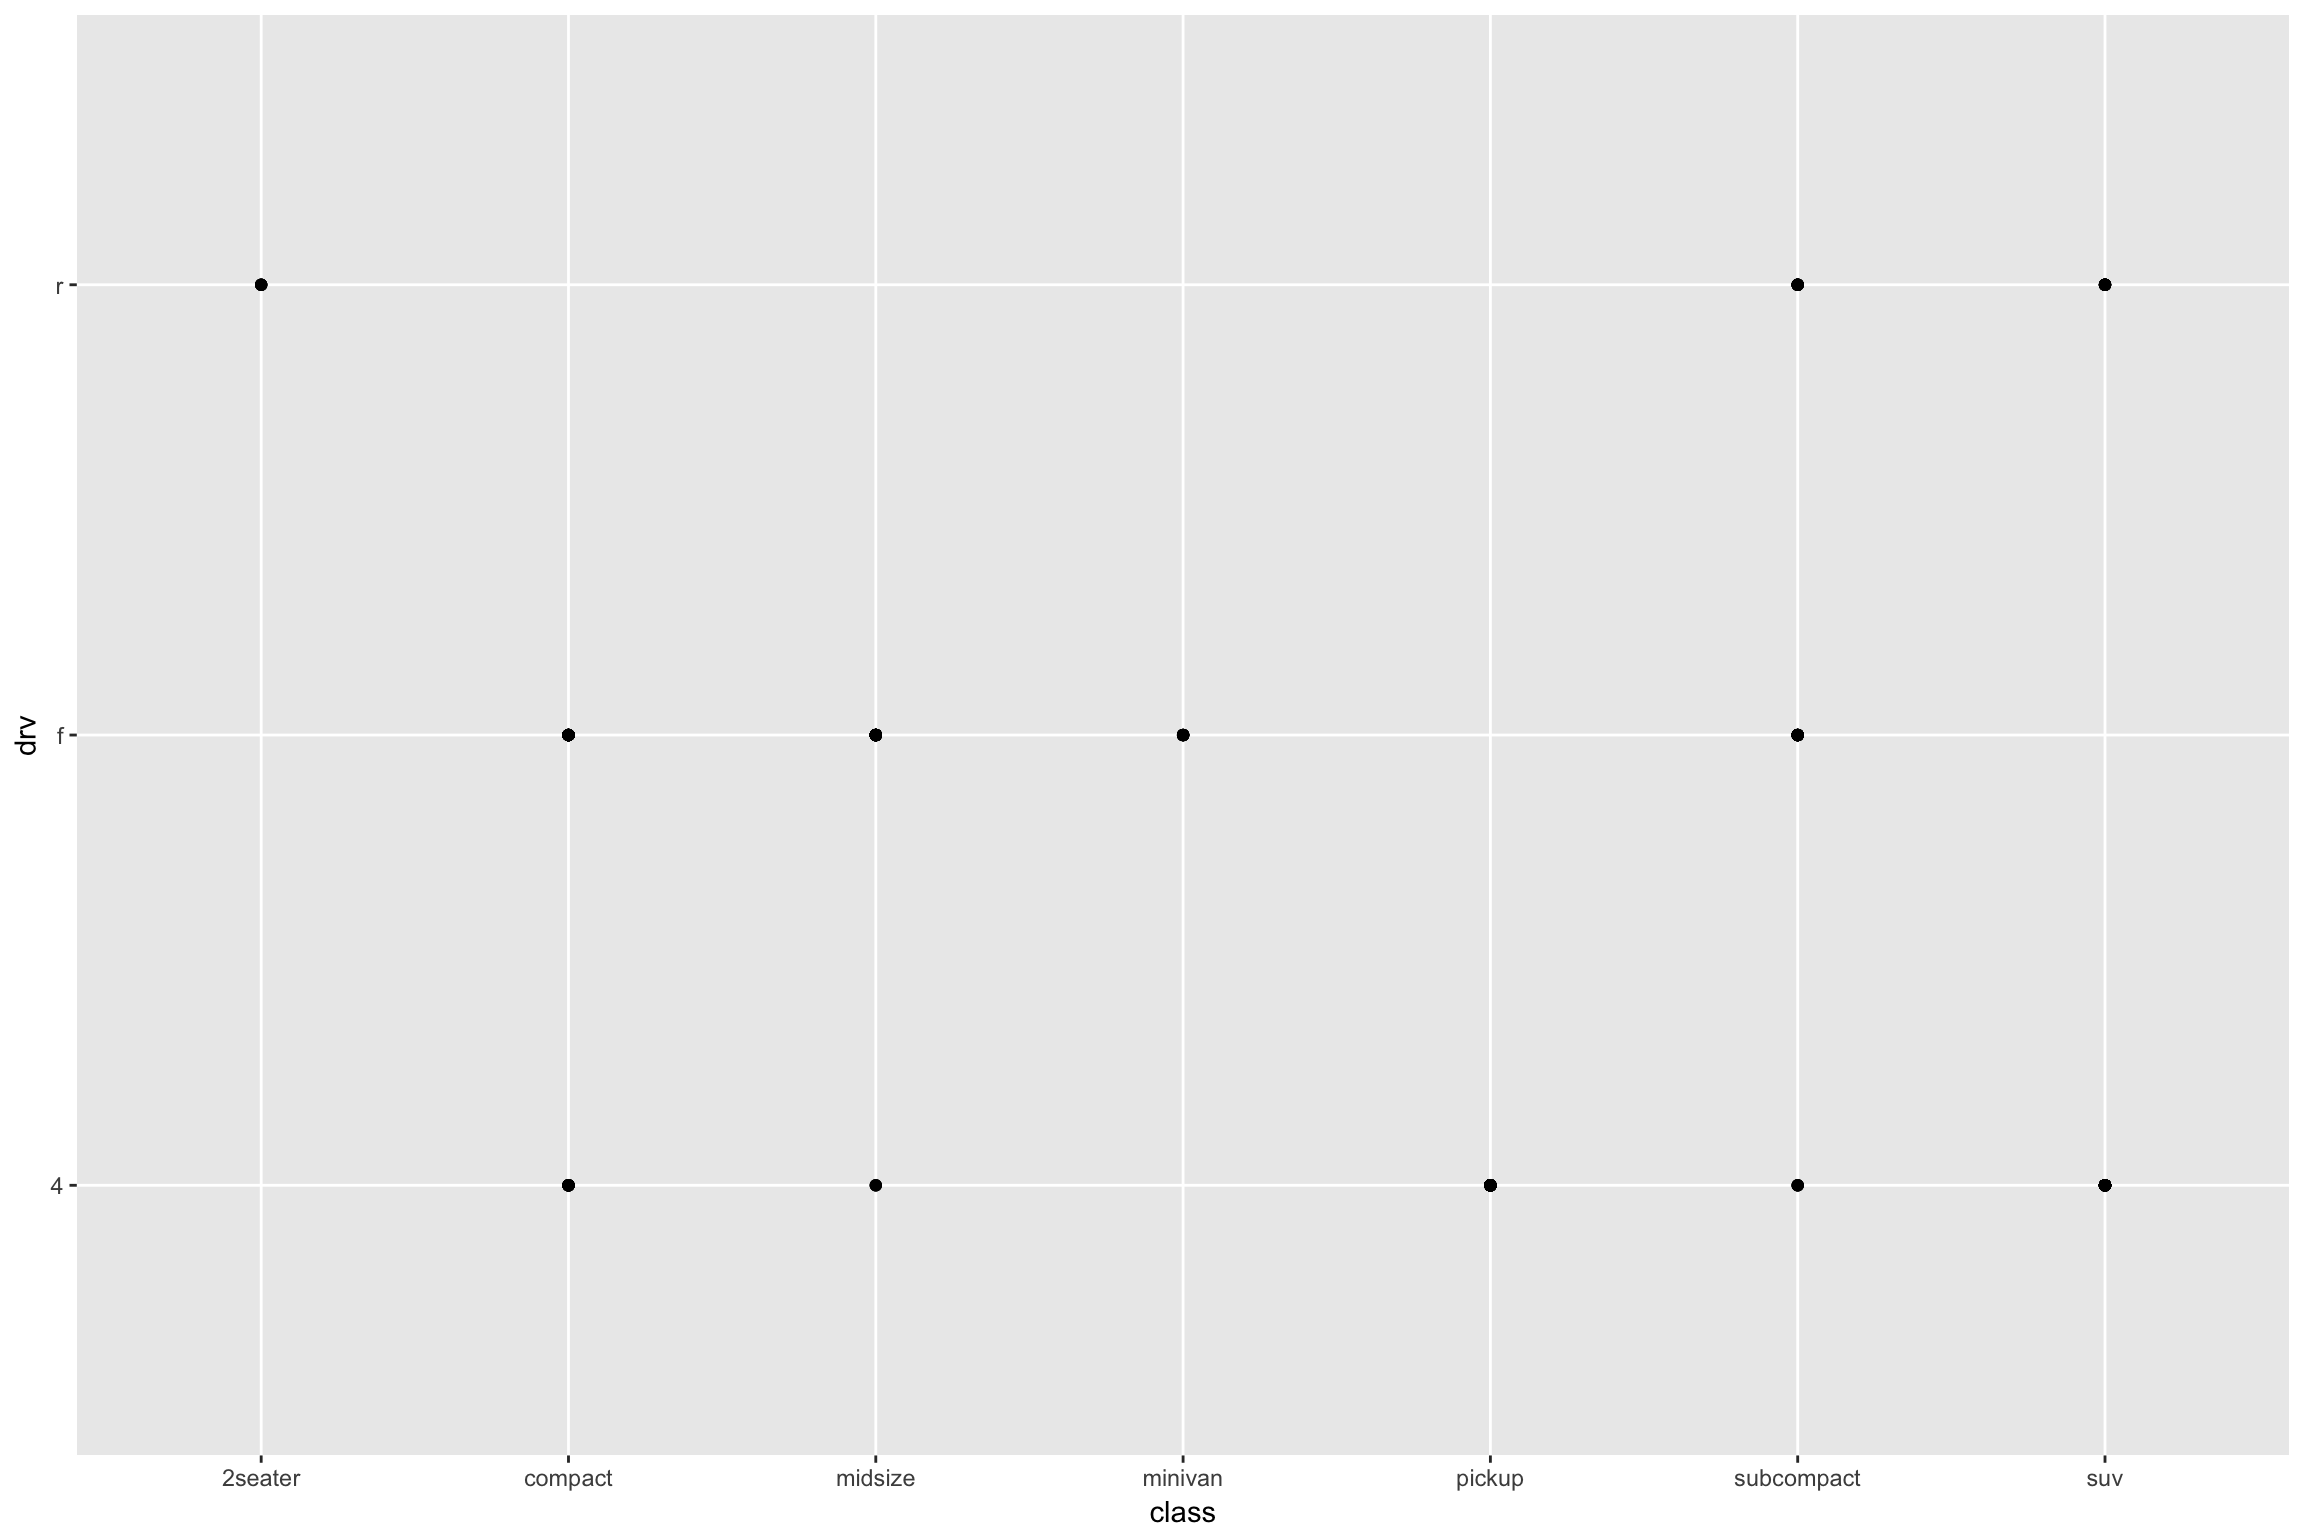 r
f
4
drv
2seater compact midsize minivan pickup subcompact suv
class